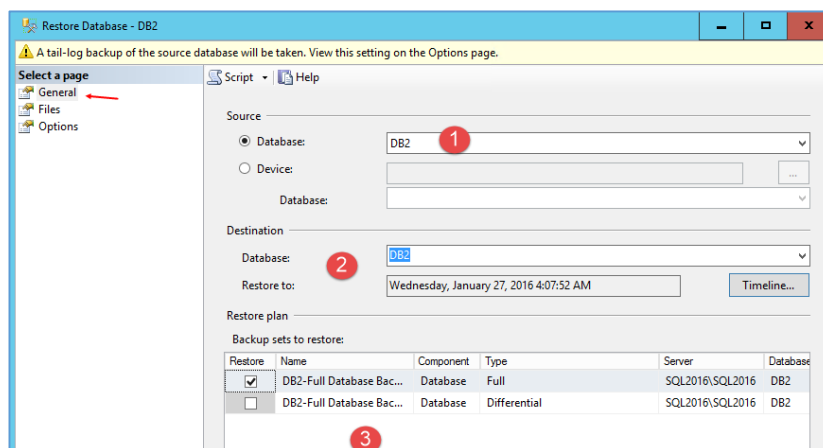 Restore Database - DB2
A tail-log backup of the source database will be taken. View this setting on the Options page.
Select a page
General
Files
Options
Script
Help
Source
Database:
DB2
1
Device:
...
Database:
Destination
Database:
DB2
2
Restore to:
Wednesday, January 27, 2016 4:07:52 AM
Timeline...
Restore plan
Backup sets to restore:
Restore Name Component Type Server Database
DB2-Full Database Bac... Database Full SQL2016\SQL2016 DB2
DB2-Full Database Bac... Database Differential SQL2016\SQL2016 DB2
3